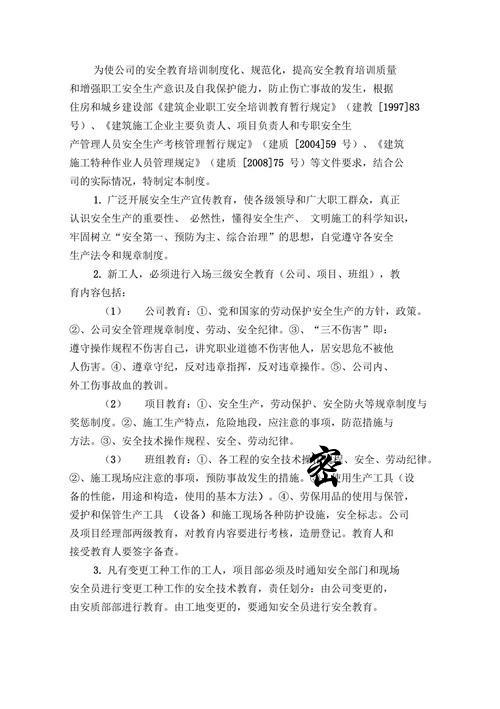 为使公司的安全教育培训制度化、规范化，提高安全教育培训质量
和增强职工安全生产意识及自我保护能力，防止伤亡事故的发生，根据
住房和城乡建设部《建筑企业职工安全培训教育暂行规定》（建教 [1997]83
号）、《建筑施工企业主要负责人、项目负责人和专职安全生
产管理人员安全生产考核管理暂行规定》（建质 [2004]59 号）、《建筑
施工特种作业人员管理规定》（建质 [2008]75 号）等文件要求，结合公
司的实际情况，特制定本制度。
1. 广泛开展安全生产宣传教育，使各级领导和广大职工群众，真正
认识安全生产的重要性、 必然性，懂得安全生产、 文明施工的科学知识，
牢固树立“安全第一、预防为主、综合治理”的思想，自觉遵守各安全
生产法令和规章制度。
2. 新工人，必须进行入场三级安全教育（公司、项目、班组），教
育内容包括：
（1） 公司教育：①、党和国家的劳动保护安全生产的方针，政策。
②、公司安全管理规章制度、劳动、安全纪律。③、“三不伤害”即：
遵守操作规程不伤害自己，讲究职业道德不伤害他人，居安思危不被他
人伤害。④、遵章守纪，反对违章指挥，反对违章操作。⑤、公司内、
外工伤事故血的教训。
（2） 项目教育：①、安全生产，劳动保护、安全防火等规章制度与
奖惩制度。②、施工生产特点，危险地段，应注意的事项，防范措施与
方法。③、安全技术操作规程、安全、劳动纪律。
（3） 班组教育：①、各工程的安全技术操 程、安全、劳动纪律。
②、施工现场应注意的事项，预防事故发生的措施。 使用生产工具（设
备的性能，用途和构造，使用的基本方法）。④、劳保用品的使用与保管，
爱护和保管生产工具 （设备）和施工现场各种防护设施，安全标志。公司
及项目经理部两级教育，对教育内容要进行考核，造册登记。教育人和
接受教育人要签字备查。
3. 凡有变更工种工作的工人，项目部必须及时通知安全部门和现场
安全员进行变更工种工作的安全技术教育，责任划分：由公司变更的，
由安质部部进行教育。由工地变更的，要通知安全员进行安全教育。
密